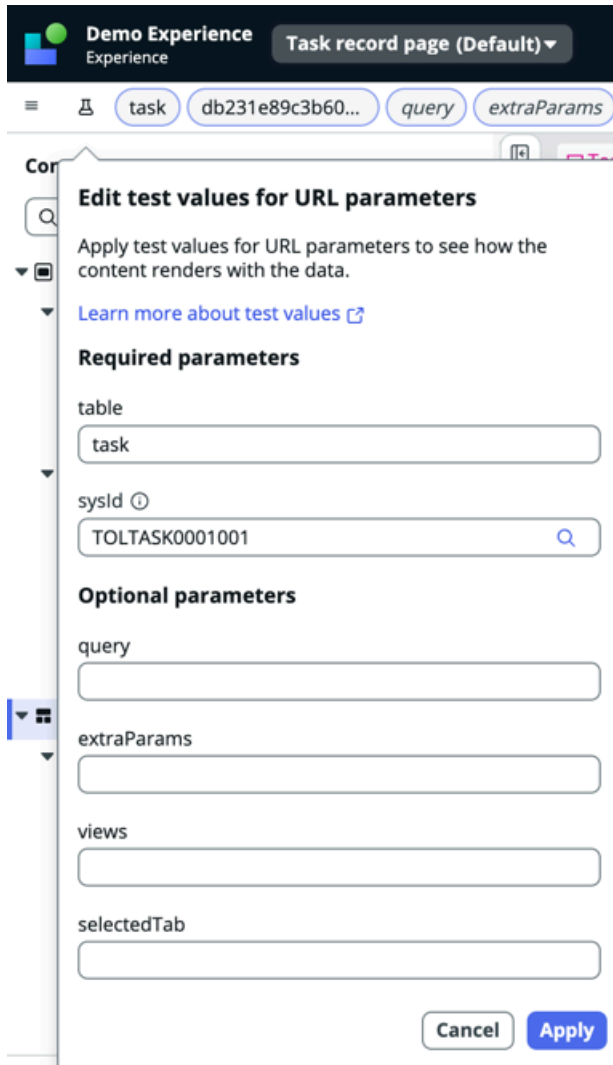 Demo Experience
Experience
Task record page (Default)
task
db231e89c3b60...
query
extraParams
Cor
Edit test values for URL parameters
Apply test values for URL parameters to see how the
content renders with the data.
Learn more about test values
Required parameters
table
task
sysId
TOLTASK0001001
Optional parameters
query
extraParams
views
selectedTab
Cancel
Apply